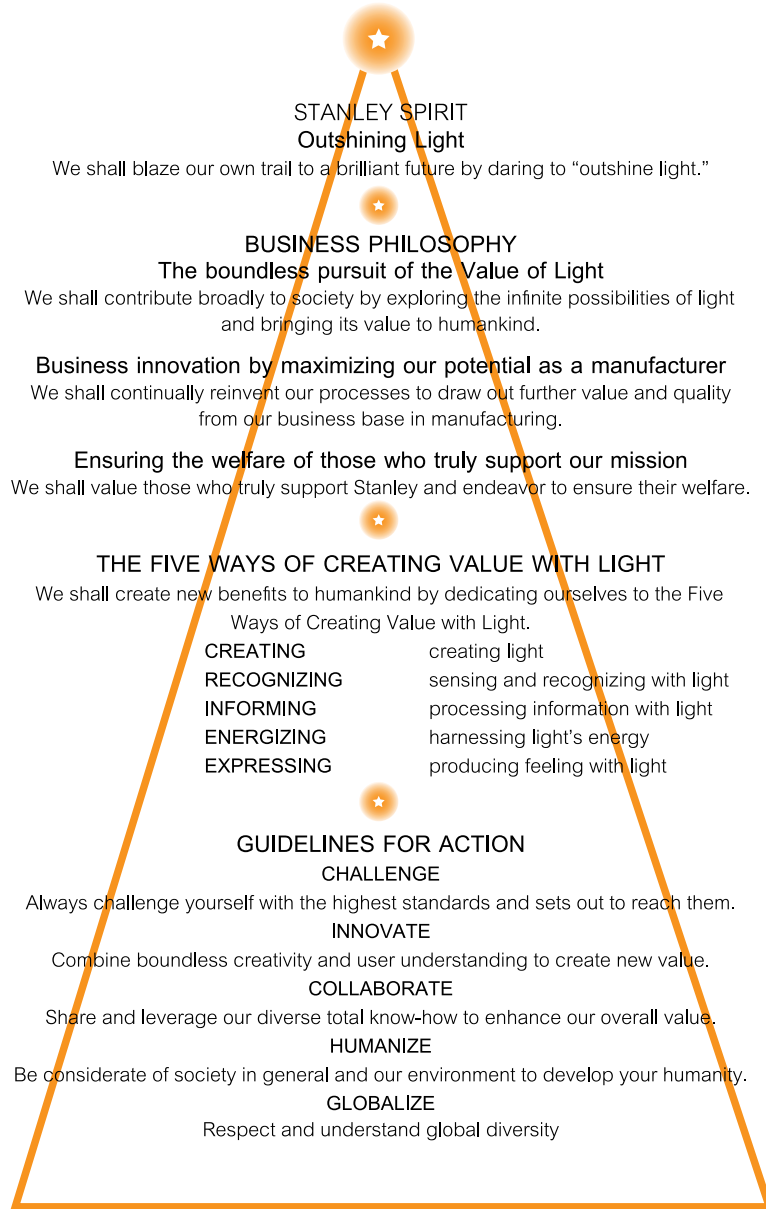 STANLEY SPIRIT
Outshining Light
We shall blaze our own trail to a brilliant future by daring to “outshine light.”
BUSINESS PHILOSOPHY
The boundless pursuit of the Value of Light
We shall contribute broadly to society by exploring the infinite possibilities of light
and bringing its value to humankind.
Business innovation by maximizing our potential as a manufacturer
We shall continually reinvent our processes to draw out further value and quality
from our business base in manufacturing.
Ensuring the welfare of those who truly support our mission
We shall value those who truly support Stanley and endeavor to ensure their welfare.
THE FIVE WAYS OF CREATING VALUE WITH LIGHT
We shall create new benefits to humankind by dedicating ourselves to the Five
Ways of Creating Value with Light.
CREATING creating light
RECOGNIZING sensing and recognizing with light
INFORMING processing information with light
ENERGIZING harnessing light’s energy
EXPRESSING producing feeling with light
GUIDELINES FOR ACTION
CHALLENGE
Always challenge yourself with the highest standards and sets out to reach them.
INNOVATE
Combine boundless creativity and user understanding to create new value.
COLLABORATE
Share and leverage our diverse total know-how to enhance our overall value.
HUMANIZE
Be considerate of society in general and our environment to develop your humanity.
GLOBALIZE
Respect and understand global diversity